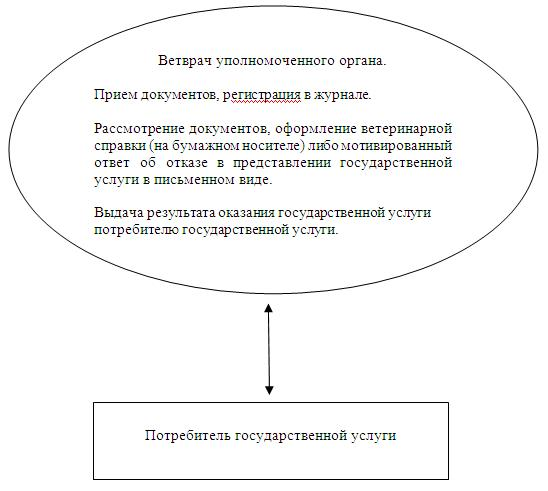 Ветврач уполномоченного органа.
Прием документов, регистрация в журнале.
Рассмотрение документов, оформление ветеринарной
справки (на бумажном носителе) либо мотивированный
ответ об отказе в представлении государственной
услуги в письменном виде.
Выдача результата оказания государственной услуги
потребителю государственной услуги.
Потребитель государственной услуги